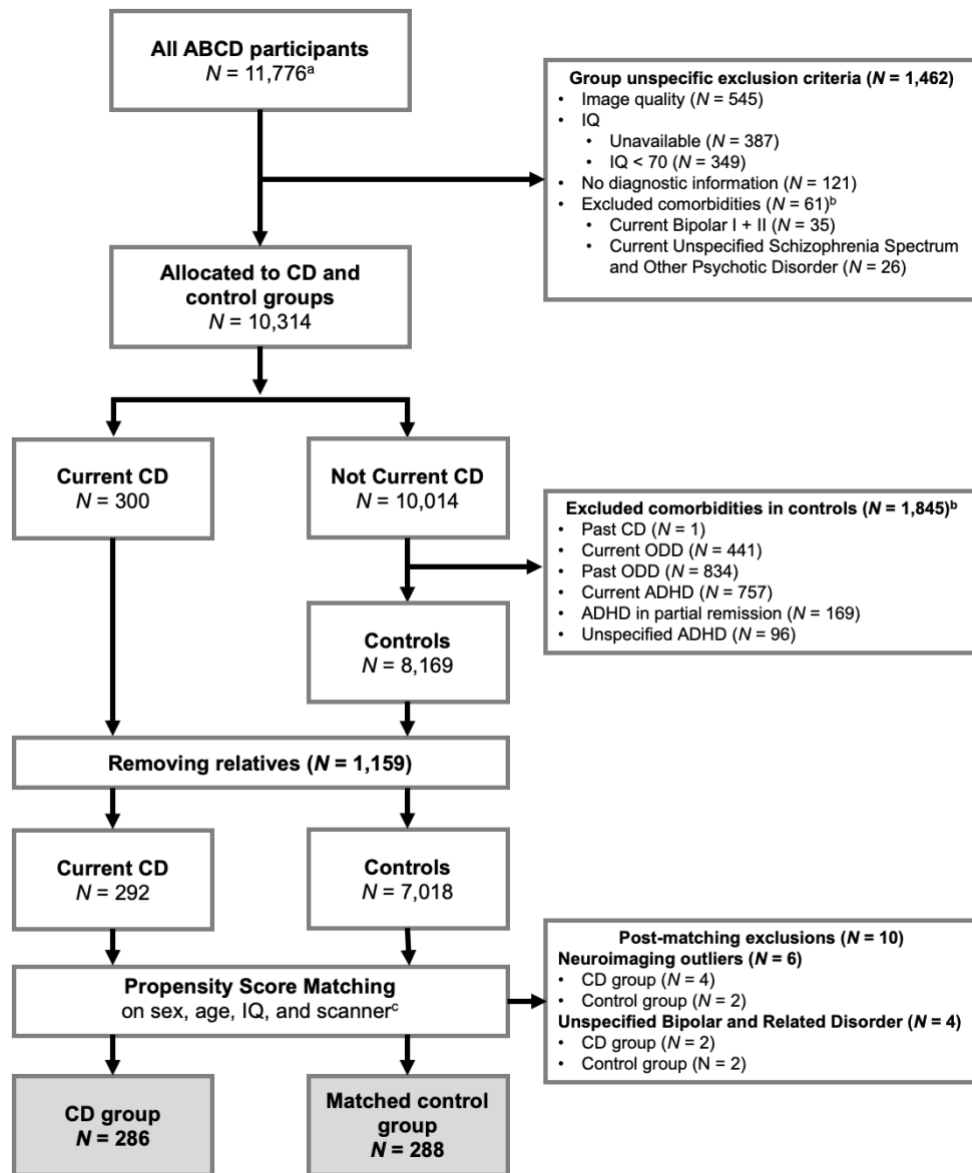 All ABCD participants
N = 11,776ᵃ
Group unspecific exclusion criteria (N = 1,462)
• Image quality (N = 545)
• IQ
• Unavailable (N = 387)
• IQ < 70 (N = 349)
• No diagnostic information (N = 121)
• Excluded comorbidities (N = 61)ᵇ
• Current Bipolar I + II (N = 35)
• Current Unspecified Schizophrenia Spectrum
and Other Psychotic Disorder (N = 26)
Allocated to CD and
control groups
N = 10,314
Current CD
N = 300
Not Current CD
N = 10,014
Excluded comorbidities in controls (N = 1,845)ᵇ
• Past CD (N = 1)
• Current ODD (N = 441)
• Past ODD (N = 834)
• Current ADHD (N = 757)
• ADHD in partial remission (N = 169)
• Unspecified ADHD (N = 96)
Controls
N = 8,169
Removing relatives (N = 1,159)
Current CD
N = 292
Controls
N = 7,018
Post-matching exclusions (N = 10)
Neuroimaging outliers (N = 6)
• CD group (N = 4)
• Control group (N = 2)
Unspecified Bipolar and Related Disorder (N = 4)
• CD group (N = 2)
• Control group (N = 2)
Propensity Score Matching
on sex, age, IQ, and scannerᶜ
CD group
N = 286
Matched control
group
N = 288